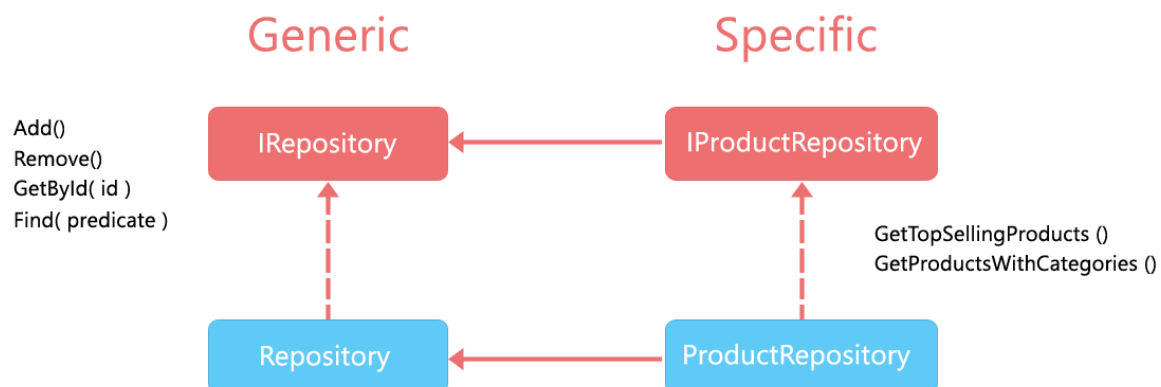 Generic
Specific
Add()
Remove()
GetById( id )
Find( predicate )
IRepository
IProductRepository
GetTopSellingProducts ()
GetProductsWithCategories ()
Repository
ProductRepository